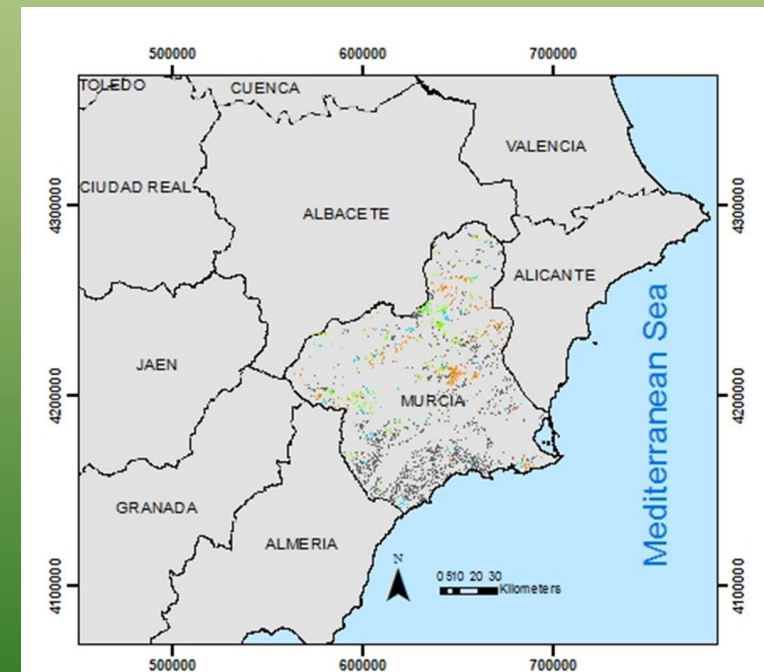 500000 600000 700000
TOLEDO CUENCA
VALENCIA
CIUDAD REAL
4300000 4300000
ALBACETE
ALICANTE
JAEN
Mediterranean Sea
4200000 4200000
MURCIA
GRANADA
ALMERIA
N
0 5 10 20 30
Kilometers
4100000 4100000
500000 600000 700000